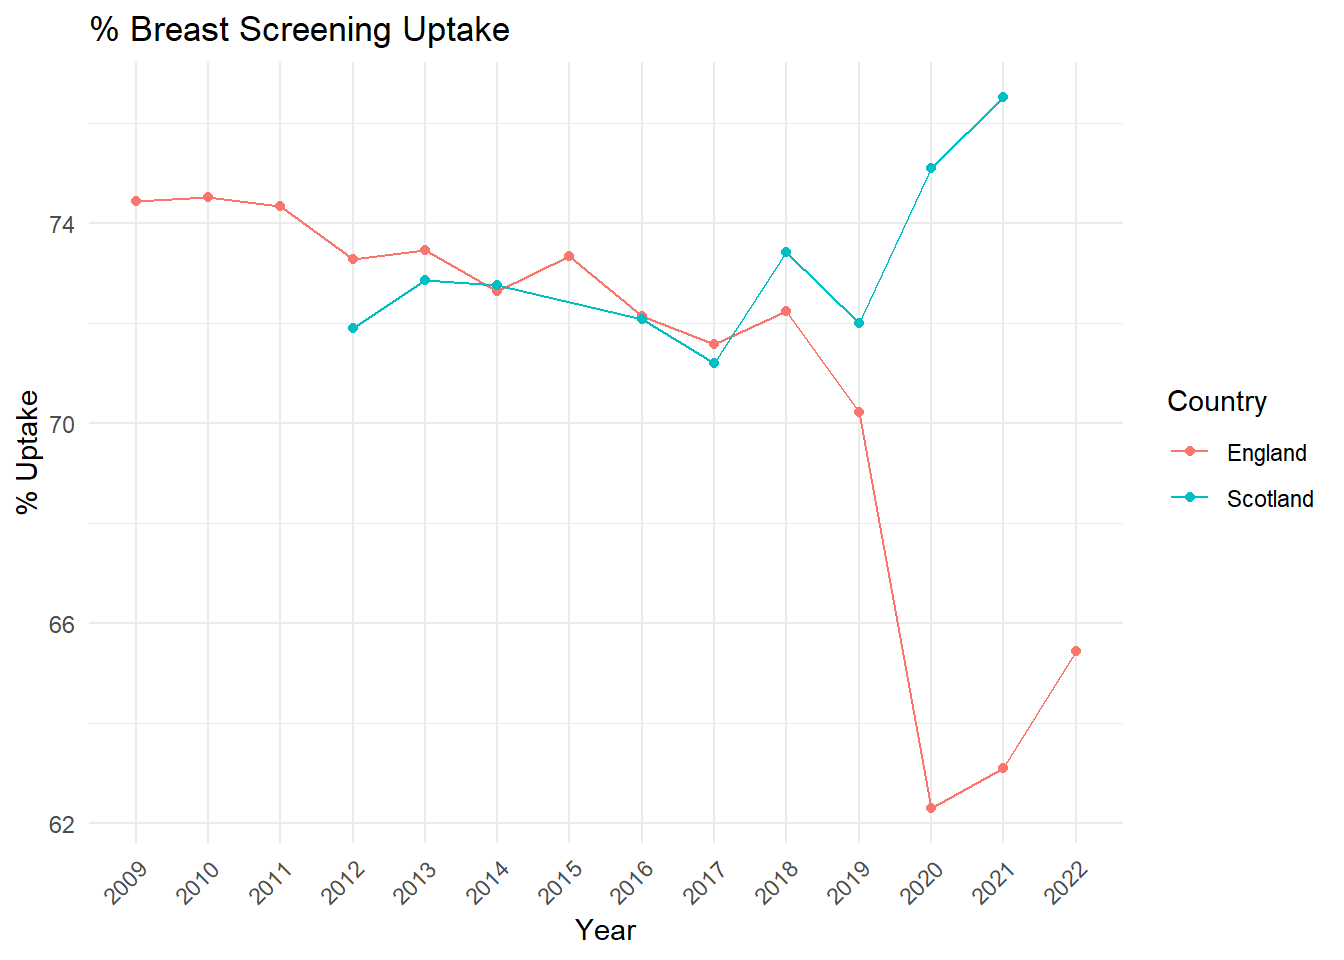 % Breast Screening Uptake
74
70
66
62
% Uptake
2009 2010 2011 2012 2013 2014 2015 2016 2017 2018 2019 2020 2021 2022
Year
Country
England
Scotland